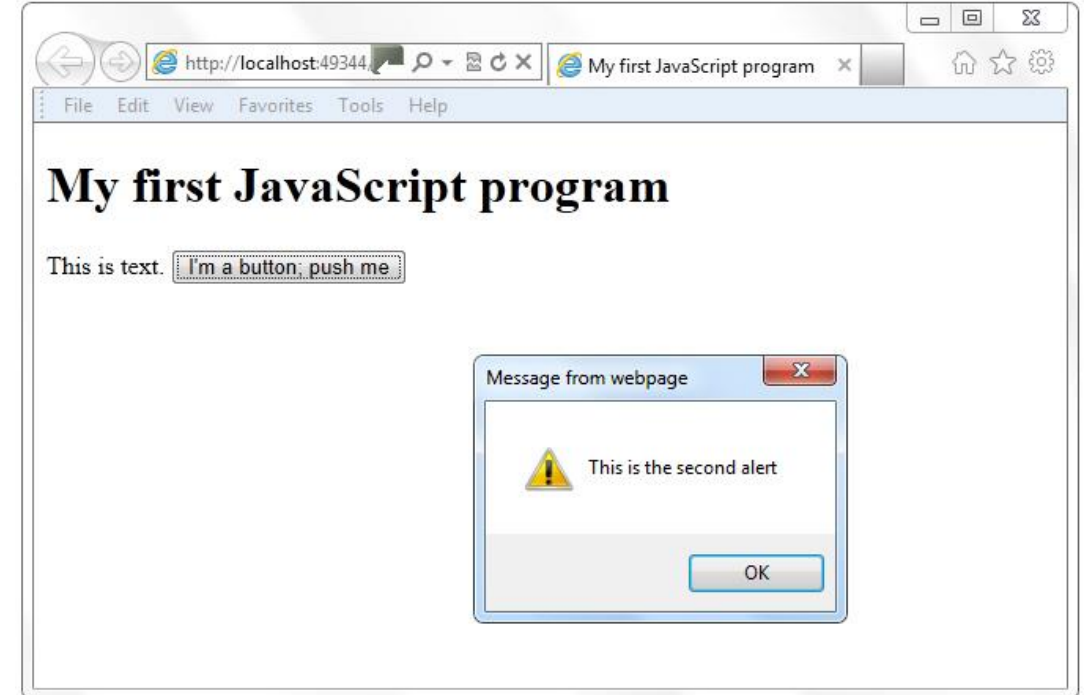 http://localhost:49344/
My first JavaScript program
File Edit View Favorites Tools Help
My first JavaScript program
This is text. I'm a button; push me
Message from webpage
This is the second alert
OK